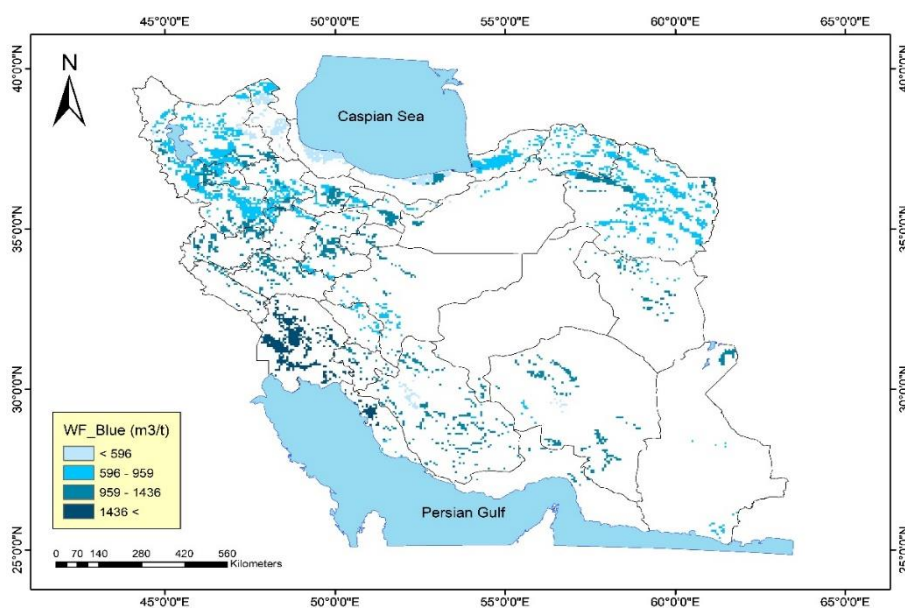 45°0'0"E 50°0'0"E 55°0'0"E 60°0'0"E 65°0'0"E
40°0'0"N 40°0'0"N
N
Caspian Sea
35°0'0"N 35°0'0"N
30°0'0"N 30°0'0"N
WF_Blue (m3/t)
< 596
596 - 959
959 - 1436
1436 <
Persian Gulf
25°0'0"N 25°0'0"N
0 70 140 280 420 560
Kilometers
45°0'0"E 50°0'0"E 55°0'0"E 60°0'0"E 65°0'0"E